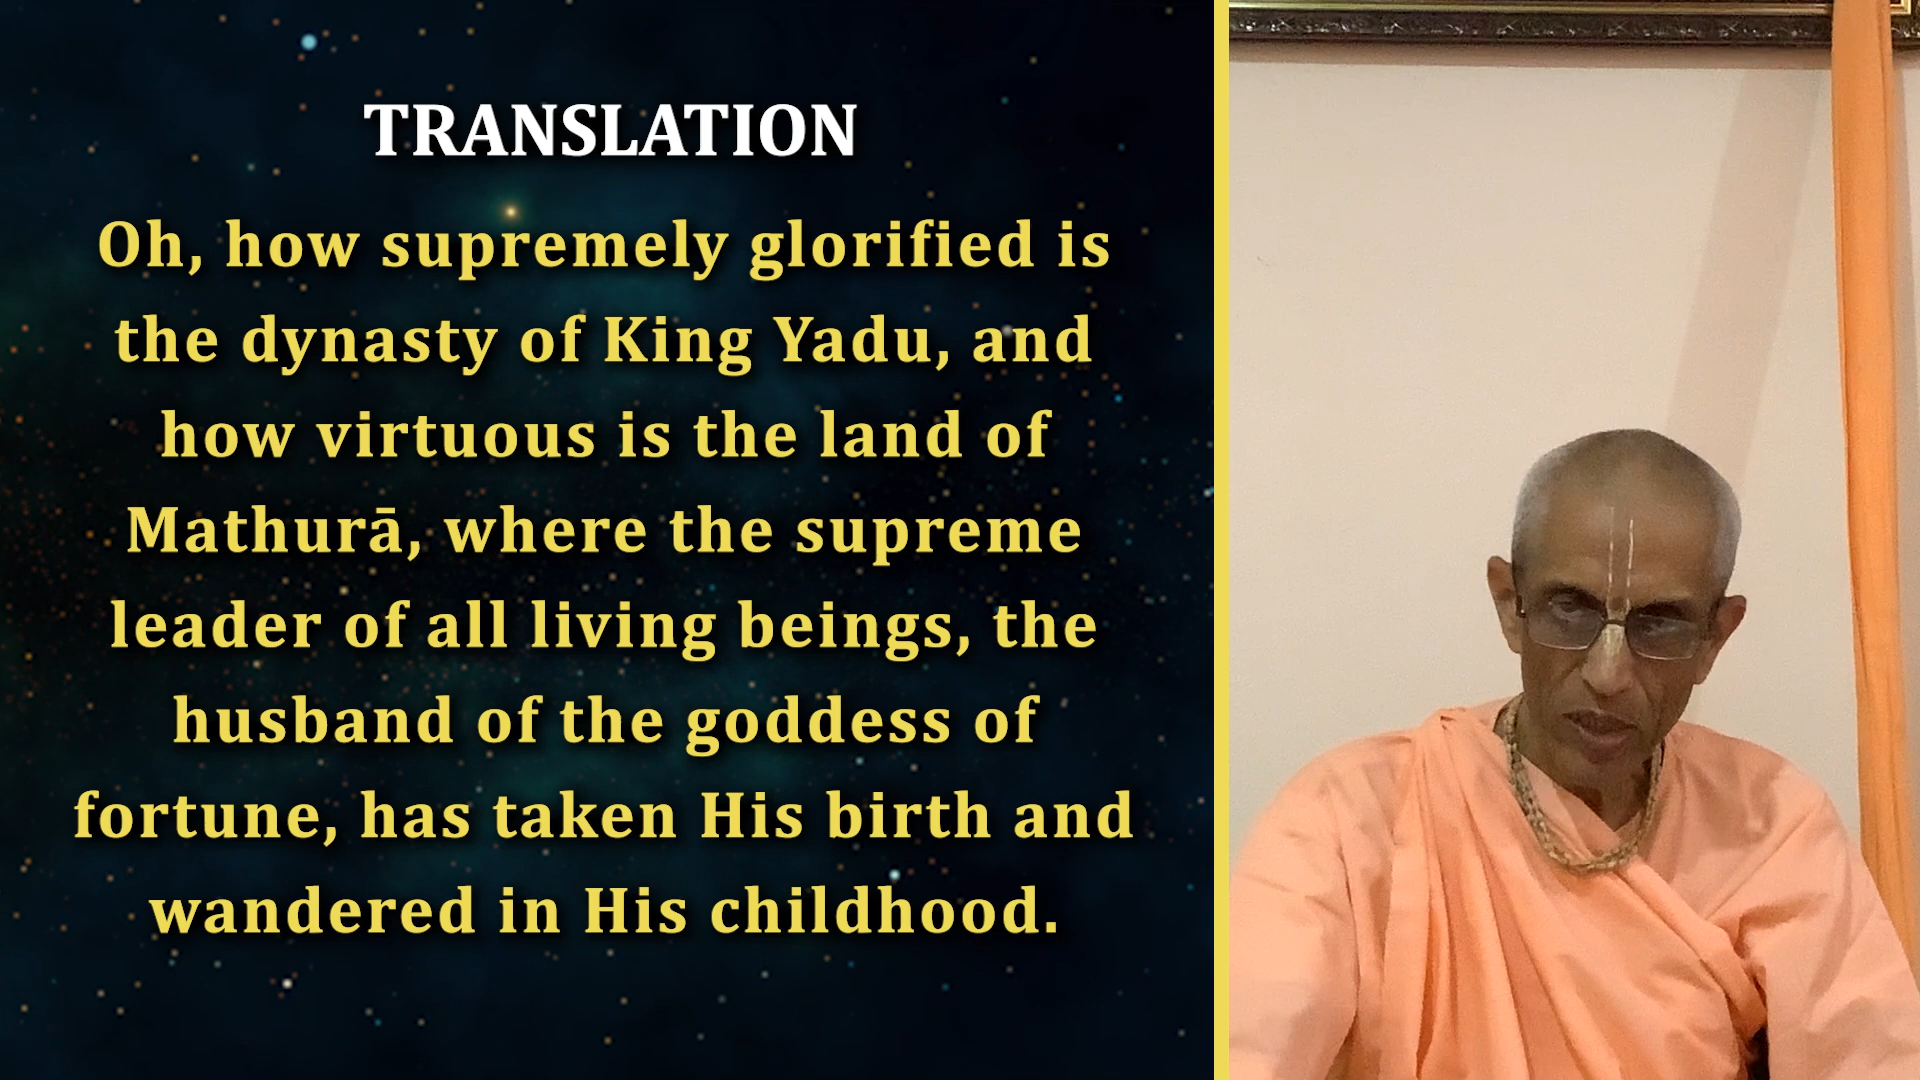 TRANSLATION
Oh, how supremely glorified is
the dynasty of King Yadu, and
how virtuous is the land of
Mathurā, where the supreme
leader of all living beings, the
husband of the goddess of
fortune, has taken His birth and
wandered in His childhood.